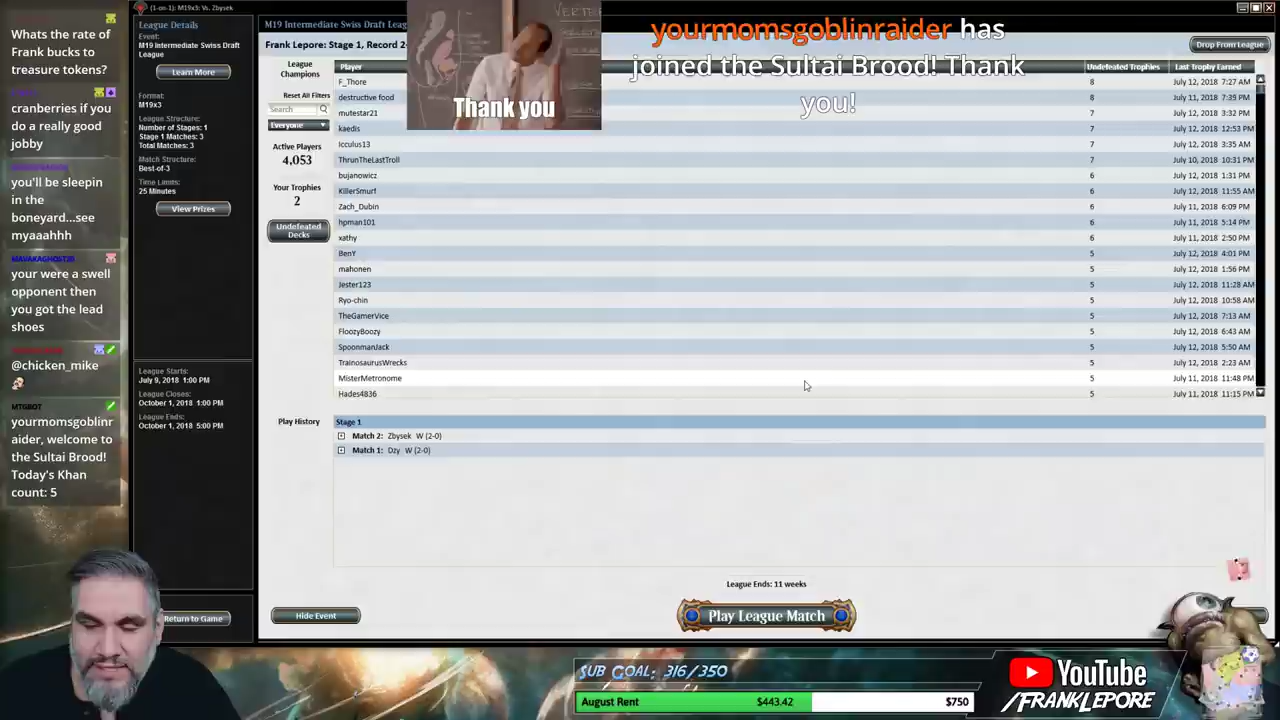 Whats the rate of
Frank bucks to
treasure tokens?
cranberries if you
do a really good
jobby
you'll be sleepin
in the
boneyard...see
myaaahhh
MAVAKAGHOST2B
your were a swell
opponent then
you got the lead
shoes
@chicken_mike
MTGBOT
yourmomsgoblinr
aider, welcome to
the Sultai Brood!
Today's Khan
count: 5
(1-on-1): M19x3: Vs. Zbysek
League Details
Event:
M19 Intermediate Swiss Draft
League
Learn More
Format:
M19x3
League Structure:
Number of Stages: 1
Stage 1 Matches: 3
Total Matches: 3
Match Structure:
Best-of-3
Time Limits:
25 Minutes
View Prizes
League Starts:
July 9, 2018 1:00 PM
League Closes:
October 1, 2018 1:00 PM
League Ends:
October 1, 2018 5:00 PM
Return to Game
M19 Intermediate Swiss Draft Leag
Frank Lepore: Stage 1, Record 2-
Drop From League
Thank you
yourmomsgoblinraider has
joined the Sultai Brood! Thank
you!
League
Champions
Reset All Filters
Search
Everyone
Active Players
4,053
Your Trophies
2
Undefeated
Decks
Player Undefeated Trophies Last Trophy Earned
F_Thore 8 July 12, 2018 7:27 AM
destructive food 8 July 11, 2018 7:39 PM
mutestar21 7 July 12, 2018 3:32 PM
kaedis 7 July 12, 2018 12:53 PM
Icculus13 7 July 12, 2018 3:35 AM
ThrunTheLastTroll 7 July 10, 2018 10:31 PM
bujanowicz 6 July 12, 2018 1:31 PM
KillerSmurf 6 July 12, 2018 11:55 AM
Zach_Dubin 6 July 11, 2018 6:09 PM
hpman101 6 July 11, 2018 5:14 PM
xathy 6 July 11, 2018 2:50 PM
BenY 5 July 12, 2018 4:01 PM
mahonen 5 July 12, 2018 1:56 PM
Jester123 5 July 12, 2018 11:28 AM
Ryo-chin 5 July 12, 2018 10:58 AM
TheGamerVice 5 July 12, 2018 7:13 AM
FloozyBoozy 5 July 12, 2018 6:43 AM
SpoonmanJack 5 July 12, 2018 5:50 AM
TrainosaurusWrecks 5 July 12, 2018 2:23 AM
MisterMetronome 5 July 11, 2018 11:48 PM
Hades4836 5 July 11, 2018 11:15 PM
Play History
Stage 1
Match 2: Zbysek W (2-0)
Match 1: Dzy W (2-0)
League Ends: 11 weeks
Hide Event
Play League Match
SUB GOAL: 316/350
August Rent $443.42 $750
YouTube
/FRANKLEPORE